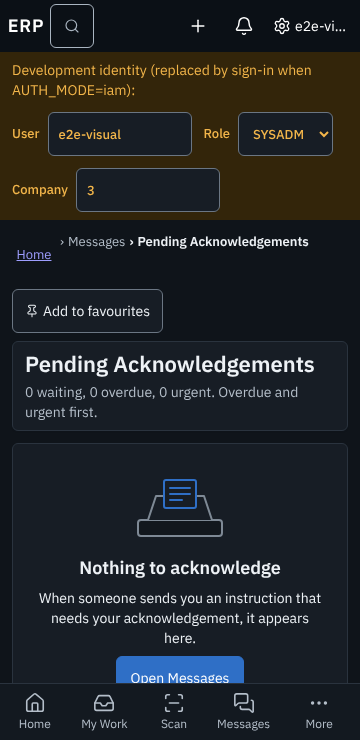 ERP
e2e-vi...
Development identity (replaced by sign-in when
AUTH_MODE=iam):
User
e2e-visual
Role
SYSADM
Company
3
Home
› Messages › Pending Acknowledgements
Add to favourites
Pending Acknowledgements
0 waiting, 0 overdue, 0 urgent. Overdue and
urgent first.
Nothing to acknowledge
When someone sends you an instruction that
needs your acknowledgement, it appears
here.
Open Messages
Home
My Work
Scan
Messages
More